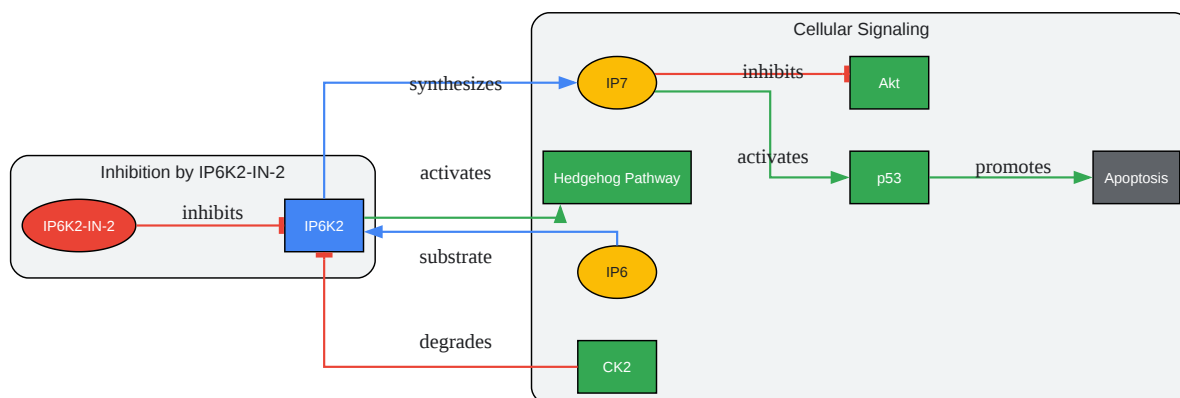 Cellular Signaling
synthesizes
IP7
inhibits
Akt
Inhibition by IP6K2-IN-2
activates
Hedgehog Pathway
activates
p53
promotes
Apoptosis
IP6K2-IN-2
inhibits
IP6K2
substrate
IP6
degrades
CK2